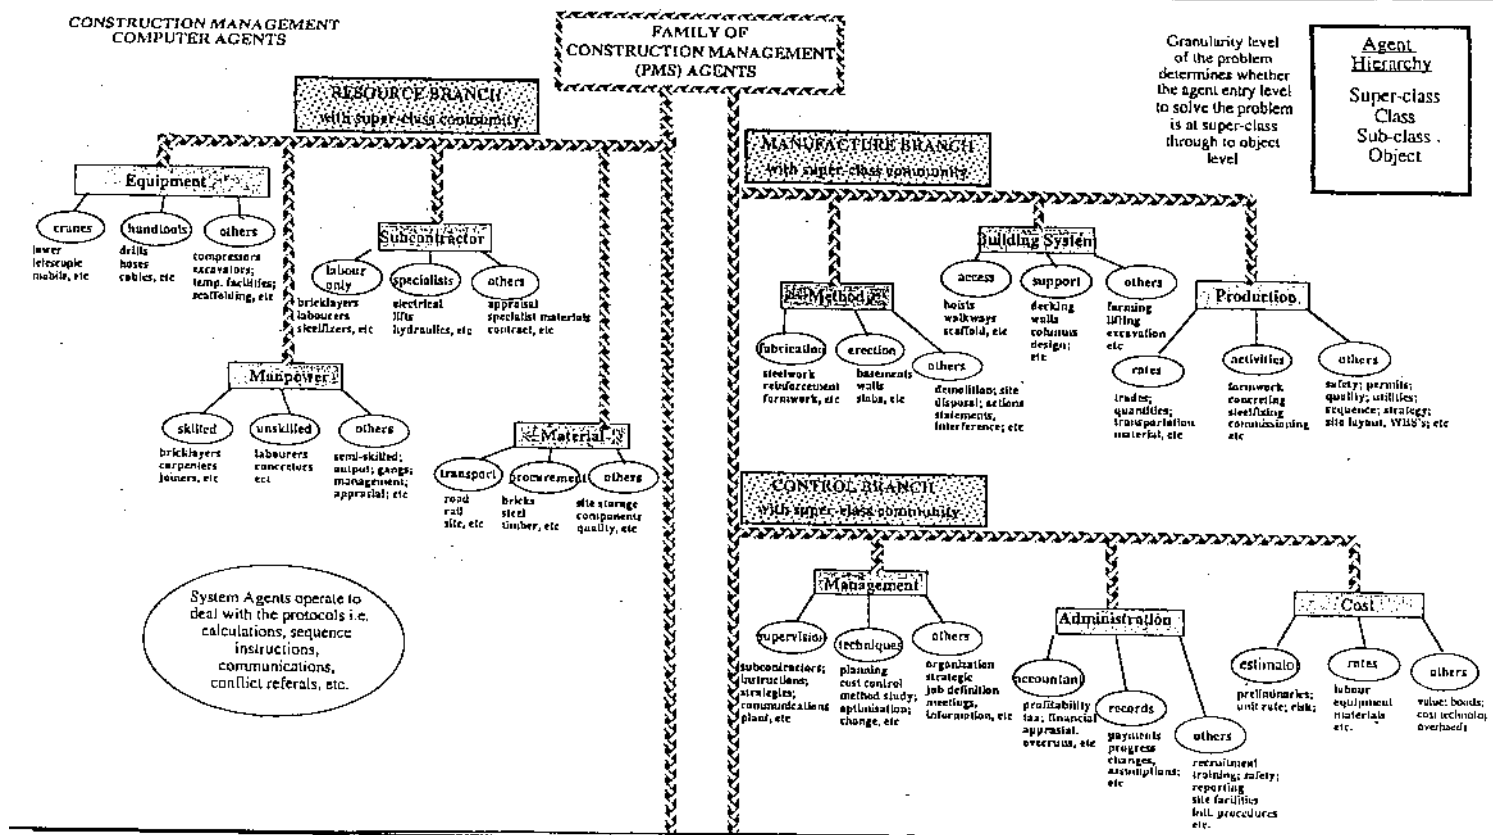 CONSTRUCTION MANAGEMENT
COMPUTER AGENTS
FAMILY OF
CONSTRUCTION MANAGEMENT
(PMS) AGENTS
Granularity level
of the problem
determines whether
the agent entry level
to solve the problem
is at super-class
through to object
level
Agent
Hierarchy
Super-class
Class
Sub-class
Object
RESOURCE BRANCH
with super-class community
Equipment
cranes
tower
mobile, etc
handtools
drills
hoses
cables, etc
others
compressors
excavators;
temp. facilities;
scaffolding, etc
Subcontractor
labour
only
bricklayers
labourers
steelfixers, etc
specialists
electrical
lifts
hydraulics, etc
others
appraisal
specialist materials
contract, etc
Manpower
skilled
bricklayers
carpenters
joiners, etc
unskilled
labourers
concretors
ect
others
semi-skilled;
output; gangs;
management;
appraisal; etc
Material
transport
road
rail
site, etc
procurement
bricks
steel
timber, etc
others
site storage
components
quality, etc
System Agents operate to
deal with the protocols i.e.
calculations, sequence
instructions,
communications,
conflict referals, etc.
MANUFACTURE BRANCH
with super-class community
Methods
fabrication
steelwork
reinforcement
formwork, etc
erection
basements
walls
slabs, etc
others
demolition; site
disposal; actions
statements,
interference; etc
Building System
access
hoists
walkways
scaffold, etc
support
decking
walls
columns
design;
etc
others
forming
lifting
excavation
etc
Production
rates
trades;
quantities;
transportation
material, etc
activities
formwork
concreting
steelfixing
commissioning
etc
others
safety; permits;
quality; utilities;
sequence; strategy;
site layout, WBS's; etc
CONTROL BRANCH
with super-class community
Management
supervision
subcontractors;
instructions;
strategies;
communications
plant, etc
techniques
planning
cost control
method study;
optimisation;
change, etc
others
organization
strategic
job definition
meetings,
information, etc
Administration
accountant
profitability
tax; financial
appraisal.
overruns, etc
records
payments
progress
changes,
assumptions;
etc
others
recruitment
training; safety;
reporting
site facilities
procedures
etc.
Cost
estimato
preliminaries;
unit rate; risk;
rates
labour
equipment
materials
etc.
others
value; bonds;
cost technolog